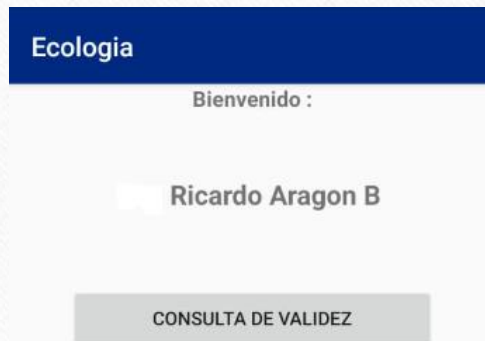 Ecologia
Bienvenido :
Ricardo Aragon B
CONSULTA DE VALIDEZ